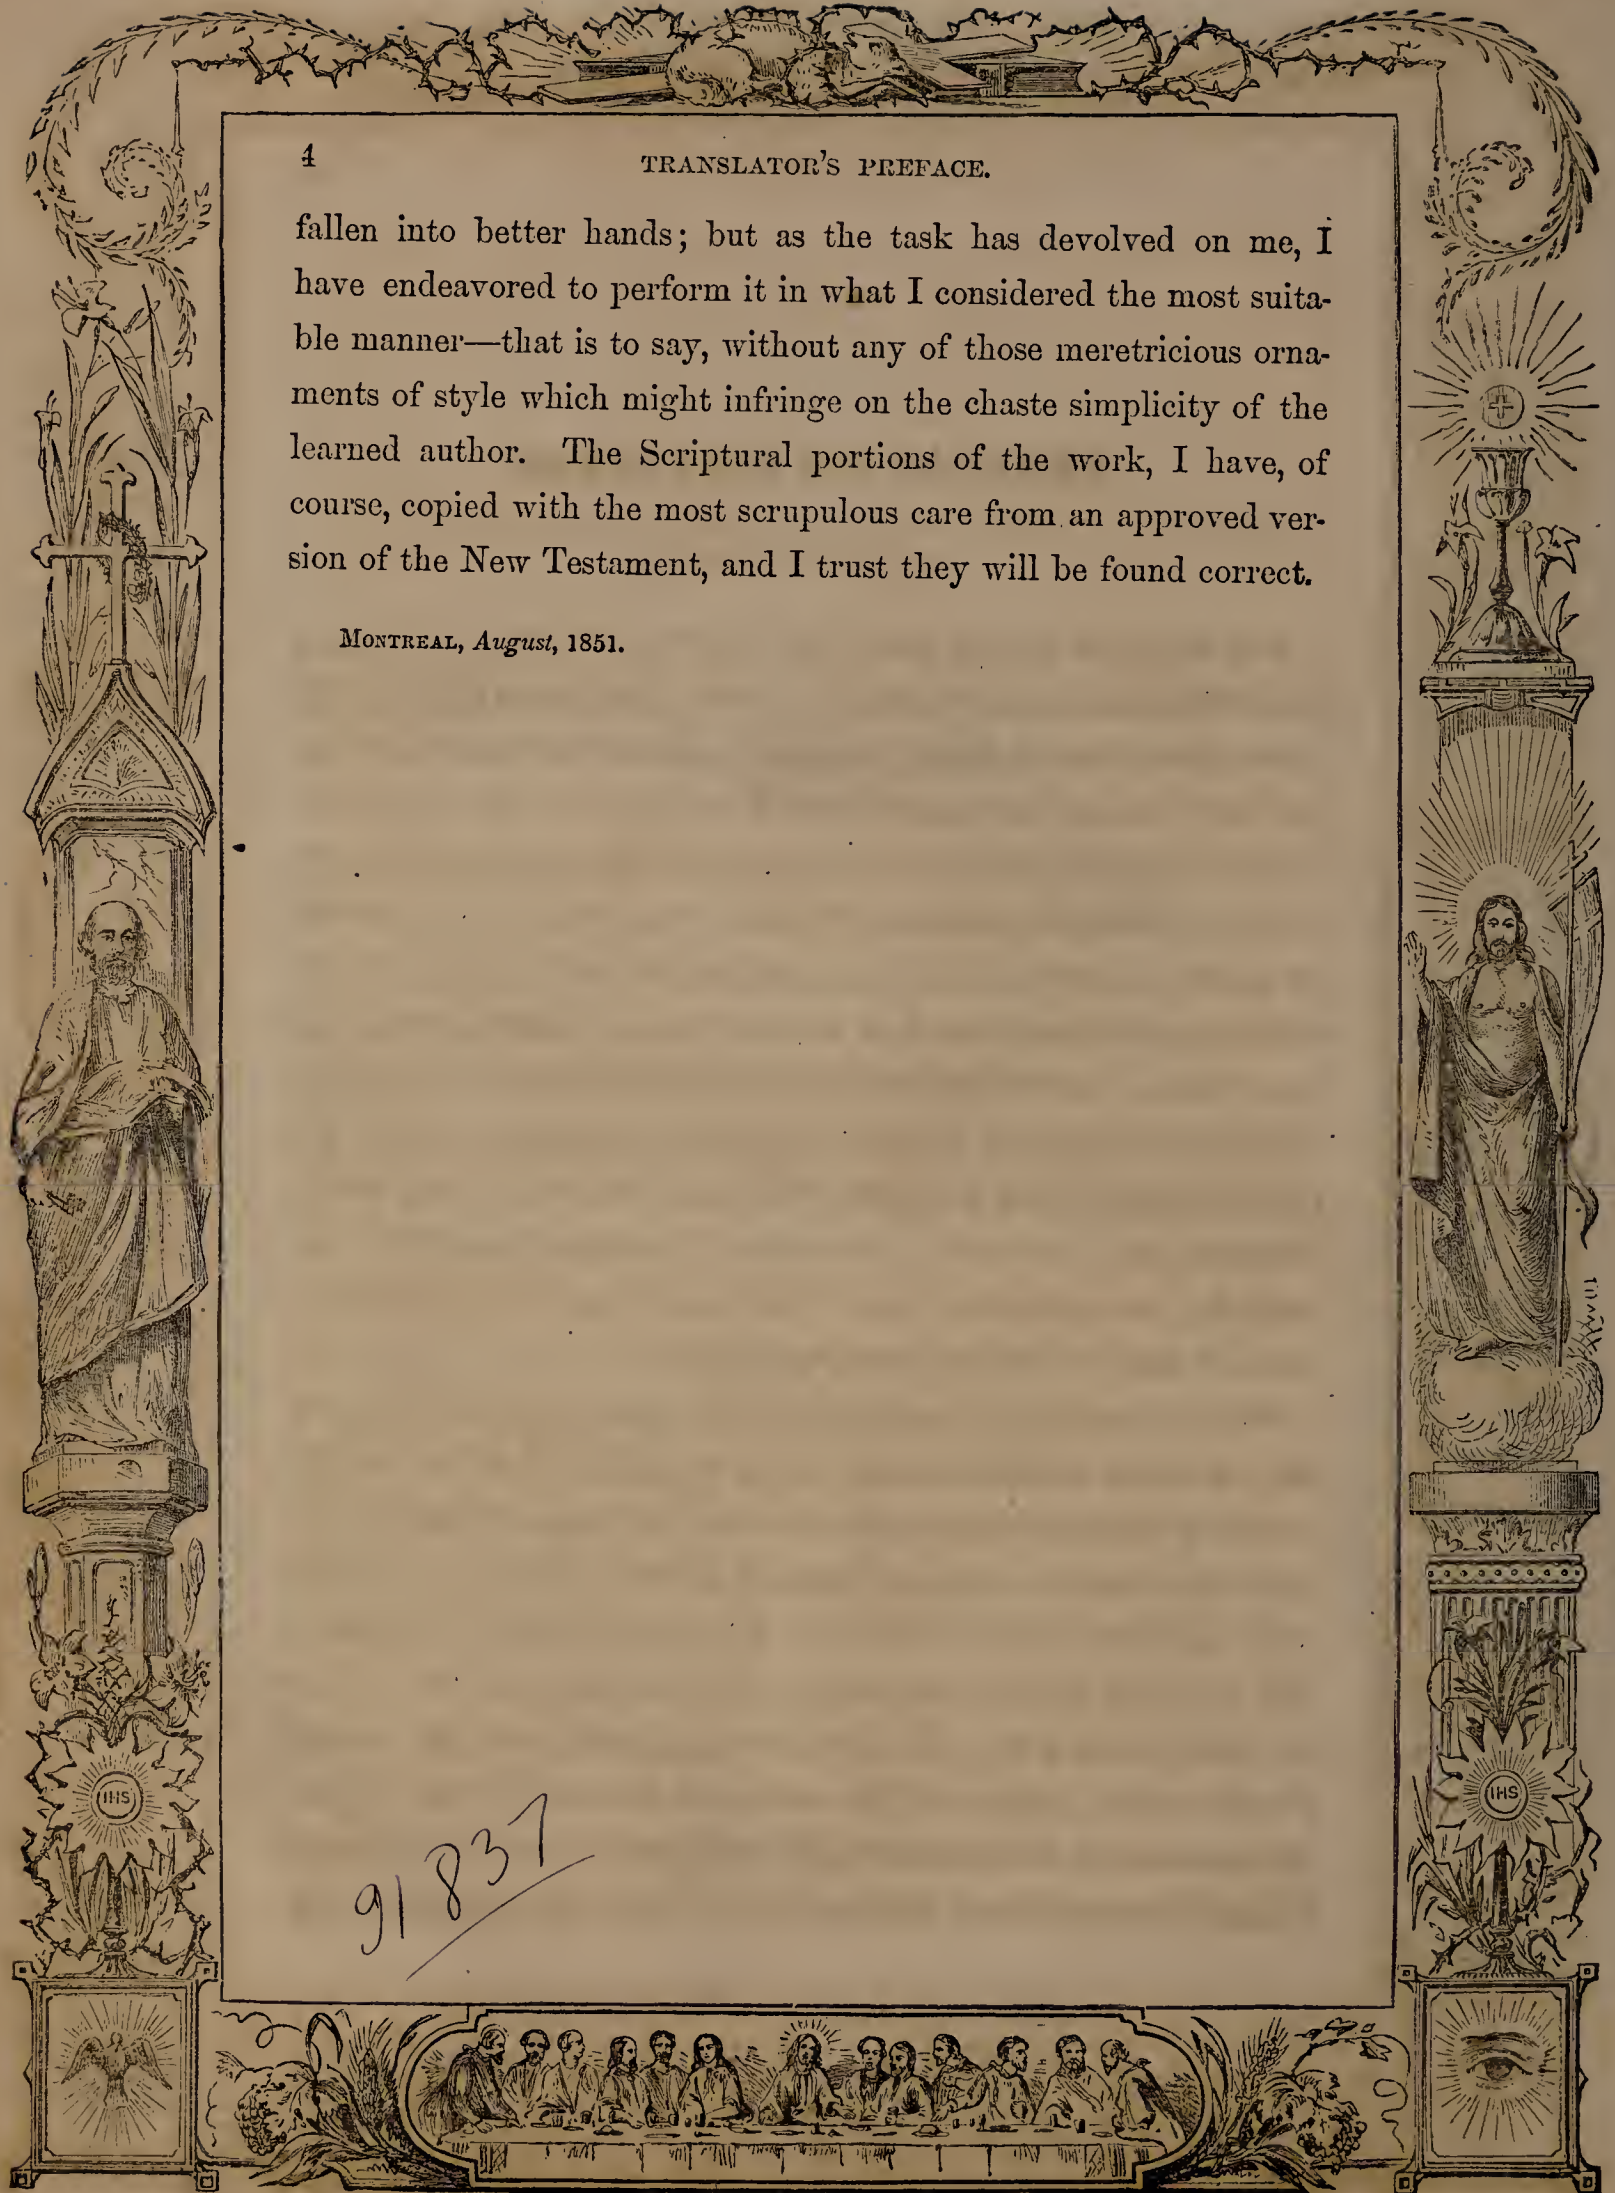 4
TRANSLATOR'S PREFACE.
fallen into better hands; but as the task has devolved on me, I
have endeavored to perform it in what I considered the most suita-
ble manner—that is to say, without any of those meretricious orna-
ments of style which might infringe on the chaste simplicity of the
learned author. The Scriptural portions of the work, I have, of
course, copied with the most scrupulous care from an approved ver-
sion of the New Testament, and I trust they will be found correct.
MONTREAL, August, 1851.
IHS
IHS
91837